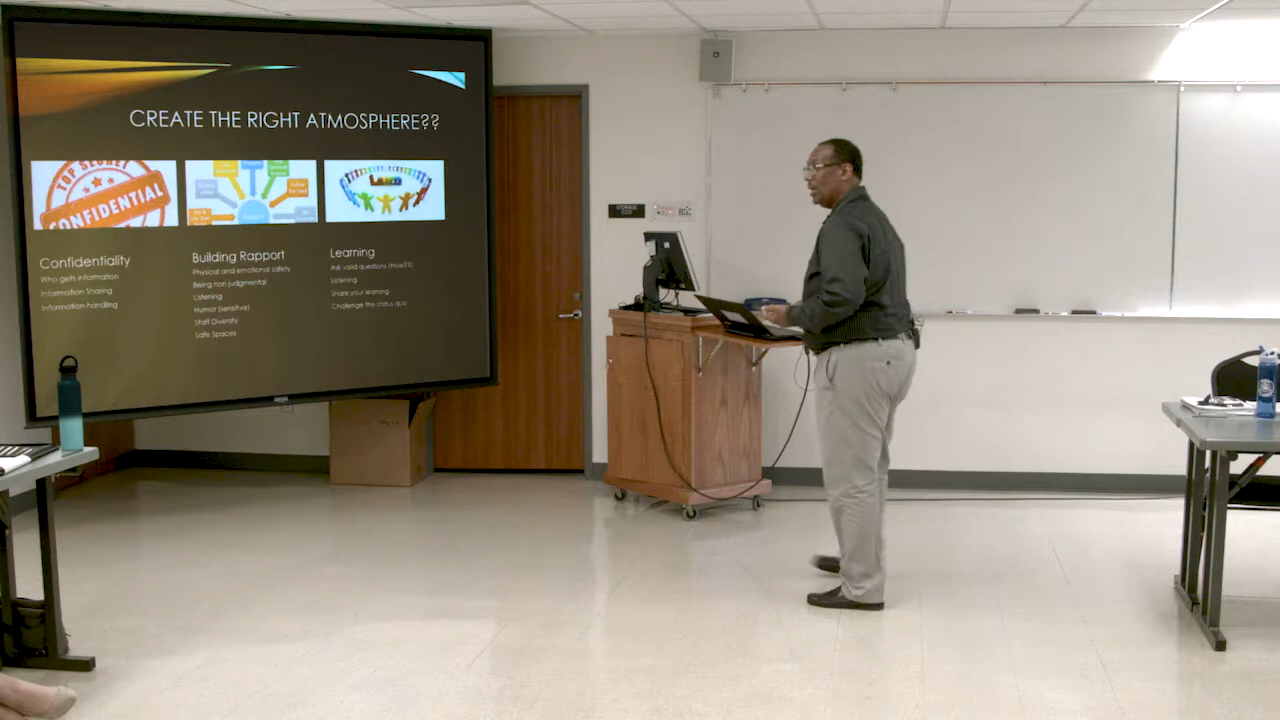 CREATE THE RIGHT ATMOSPHERE??
TOP SECRET
CONFIDENTIAL
Learn
Confidentiality
Who gets information
Information Sharing
Information handling
Building Rapport
Physical and emotional safety
Being non judgmental
Listening
Humor (sensitive)
Staff Diversity
Safe Spaces
Learning
Ask valid questions (HowTi's)
Listening
Share your learning
Challenge the status quo
STORAGE